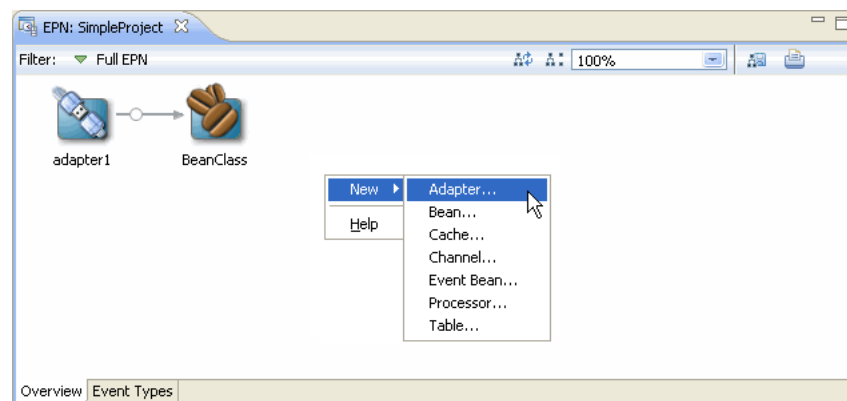 EPN: SimpleProject
Filter: Full EPN 100%
adapter1 BeanClass
New Adapter...
Help Bean...
Cache...
Channel...
Event Bean...
Processor...
Table...
Overview Event Types